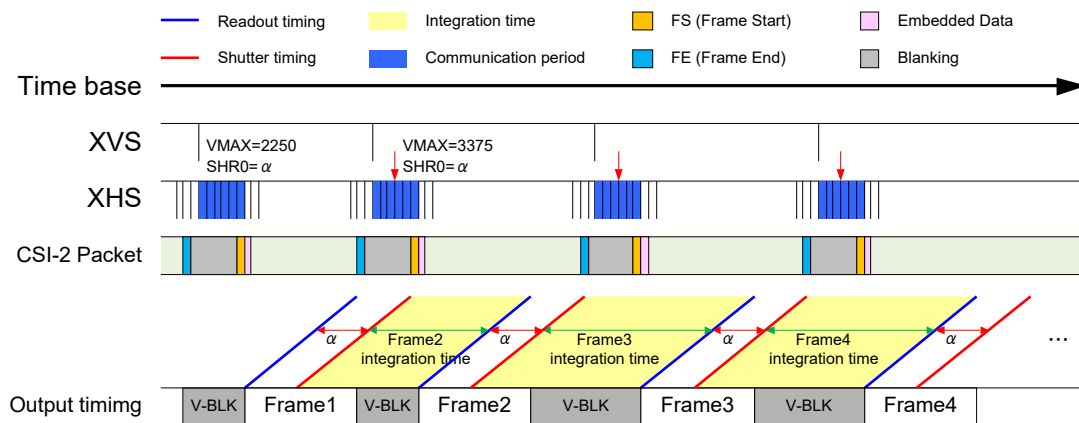 Readout timing
Integration time
FS (Frame Start)
Embedded Data
Shutter timing
Communication period
FE (Frame End)
Blanking
Time base
XVS
VMAX=2250
SHR0= α
VMAX=3375
SHR0= α
XHS
CSI-2 Packet
α
Frame2
integration time
α
Frame3
integration time
α
Frame4
integration time
α
...
Output timimg
V-BLK
Frame1
V-BLK
Frame2
V-BLK
Frame3
V-BLK
Frame4